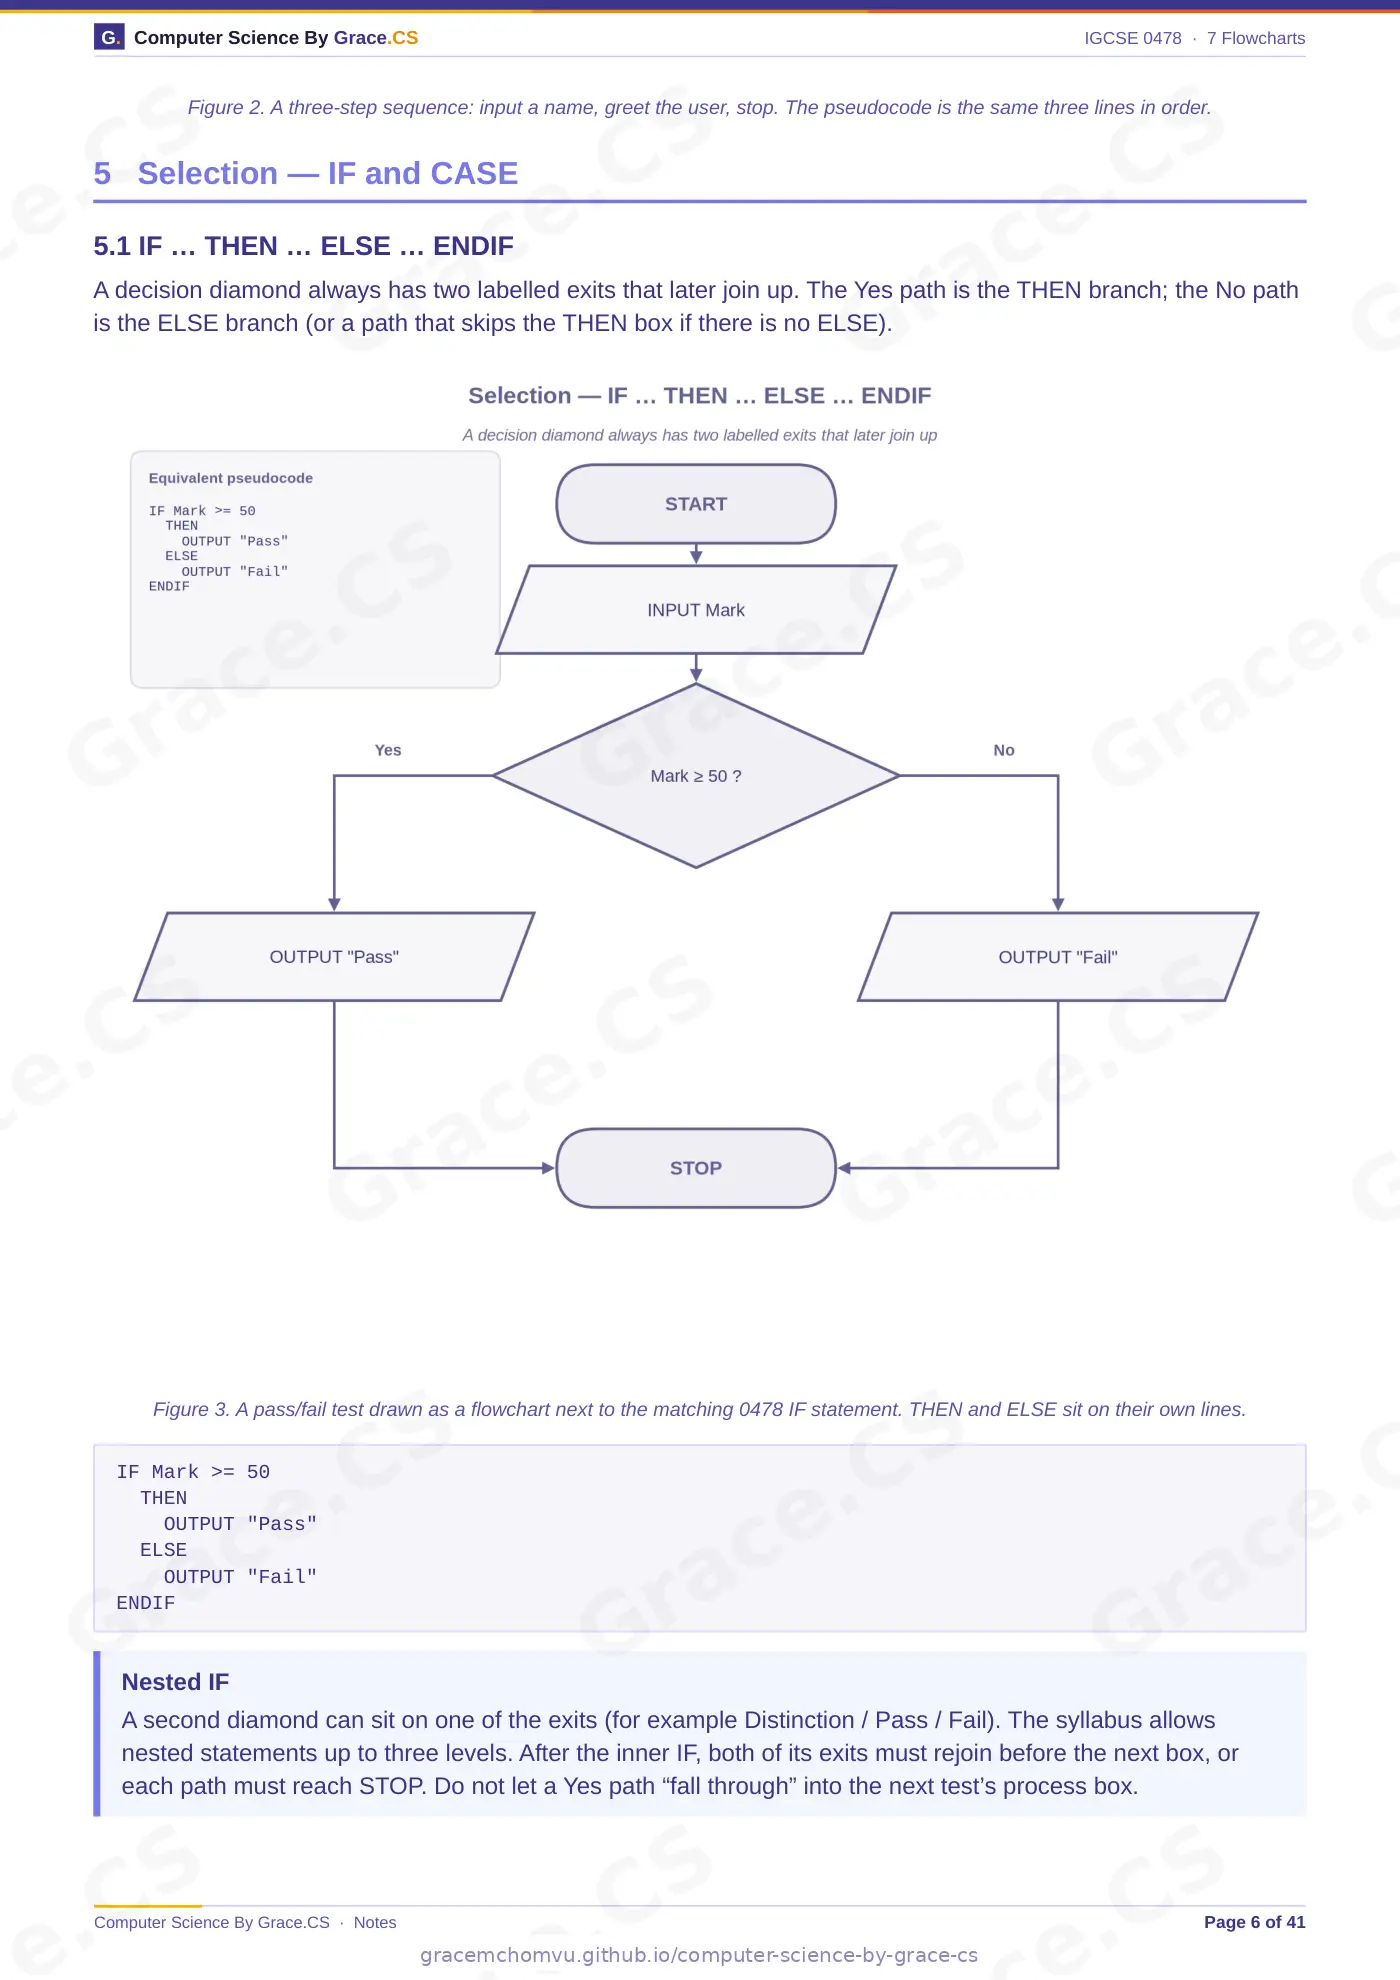 G. Computer Science By Grace.CS
IGCSE 0478 · 7 Flowcharts
Figure 2. A three-step sequence: input a name, greet the user, stop. The pseudocode is the same three lines in order.
5 Selection — IF and CASE
5.1 IF … THEN … ELSE … ENDIF
A decision diamond always has two labelled exits that later join up. The Yes path is the THEN branch; the No path
is the ELSE branch (or a path that skips the THEN box if there is no ELSE).
Selection — IF … THEN … ELSE … ENDIF
A decision diamond always has two labelled exits that later join up
Equivalent pseudocode
IF Mark >= 50
  THEN
    OUTPUT "Pass"
  ELSE
    OUTPUT "Fail"
ENDIF
START
INPUT Mark
Mark ≥ 50 ?
Yes
No
OUTPUT "Pass"
OUTPUT "Fail"
STOP
Figure 3. A pass/fail test drawn as a flowchart next to the matching 0478 IF statement. THEN and ELSE sit on their own lines.
IF Mark >= 50
  THEN
    OUTPUT "Pass"
  ELSE
    OUTPUT "Fail"
ENDIF
Nested IF
A second diamond can sit on one of the exits (for example Distinction / Pass / Fail). The syllabus allows
nested statements up to three levels. After the inner IF, both of its exits must rejoin before the next box, or
each path must reach STOP. Do not let a Yes path “fall through” into the next test’s process box.
Computer Science By Grace.CS · Notes
Page 6 of 41
gracemchomvu.github.io/computer-science-by-grace-cs
Grace.CS